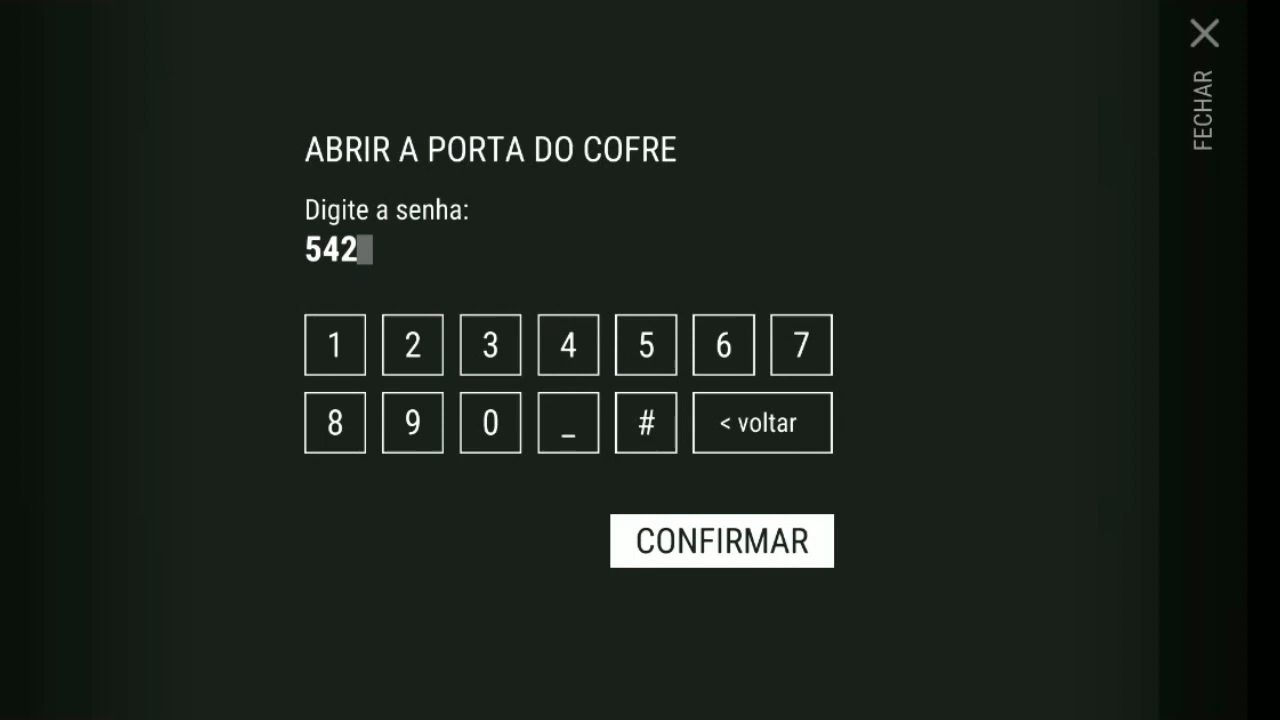 FECHAR
ABRIR A PORTA DO COFRE
Digite a senha:
542
1 2 3 4 5 6 7
8 9 0 _ # < voltar
CONFIRMAR